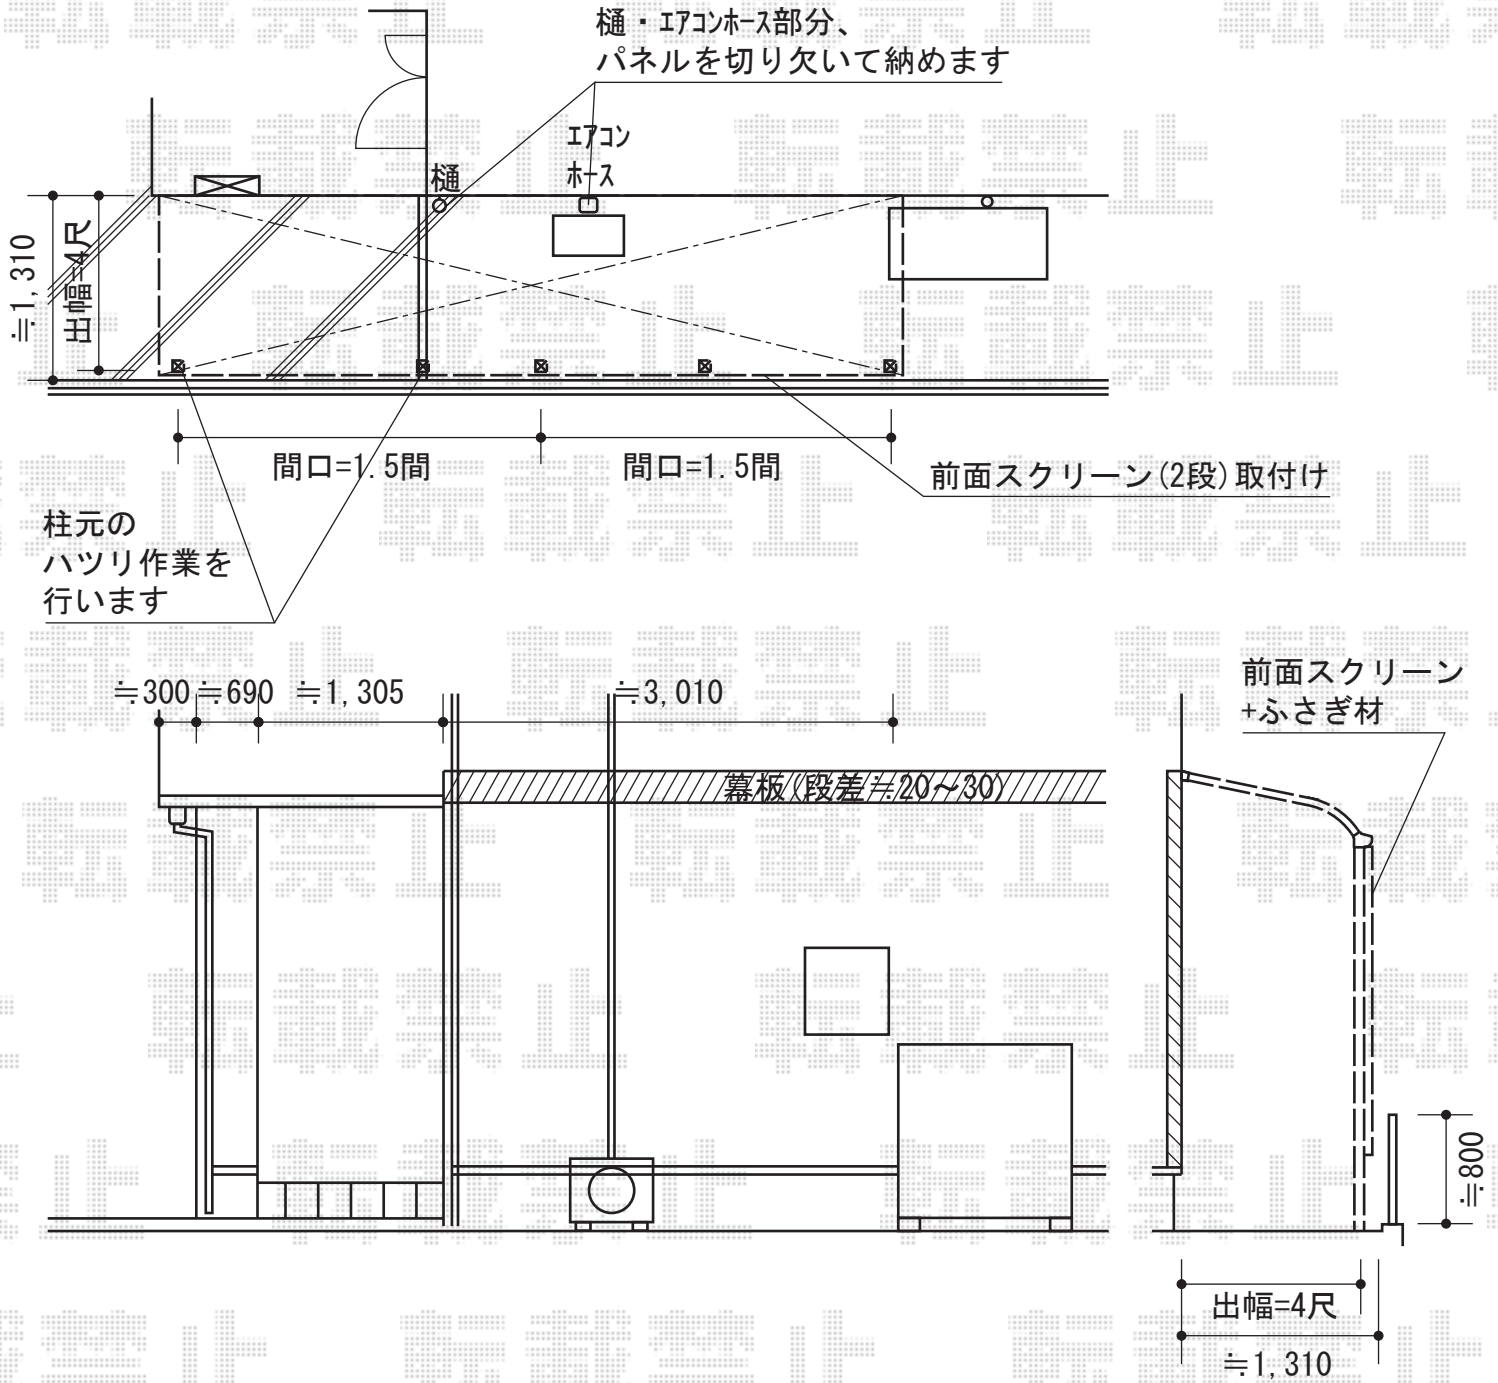 樋・エアコンホース部分、
パネルを切り欠いて納めます
エアコン
ホース
樋
≒1,310
出幅=4尺
間口=1.5間
間口=1.5間
前面スクリーン(2段)取付け
柱元の
ハツリ作業を
行います
≒300
≒690
≒1,305
≒3,010
前面スクリーン
+ふさぎ材
幕板(段差≒20～30)
≒800
出幅=4尺
≒1,310
転載禁止